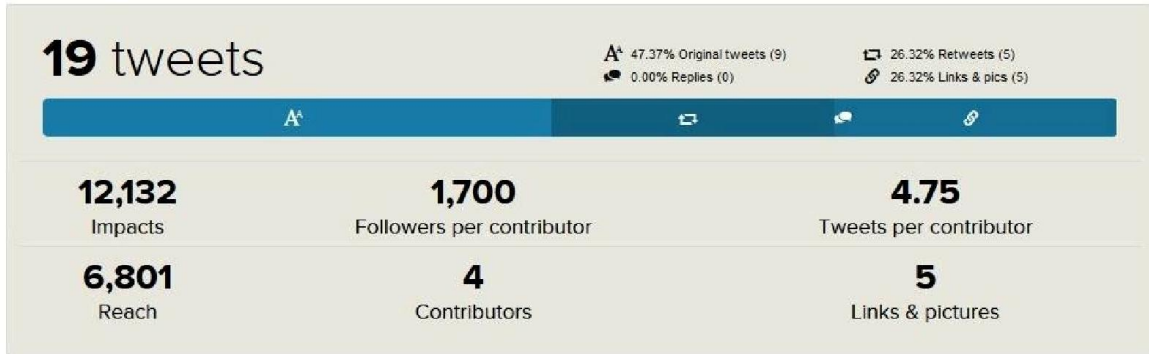 19 tweets
47.37% Original tweets (9)
26.32% Retweets (5)
0.00% Replies (0)
26.32% Links & pics (5)
12,132
1,700
4.75
Impacts
Followers per contributor
Tweets per contributor
6,801
4
5
Reach
Contributors
Links & pictures